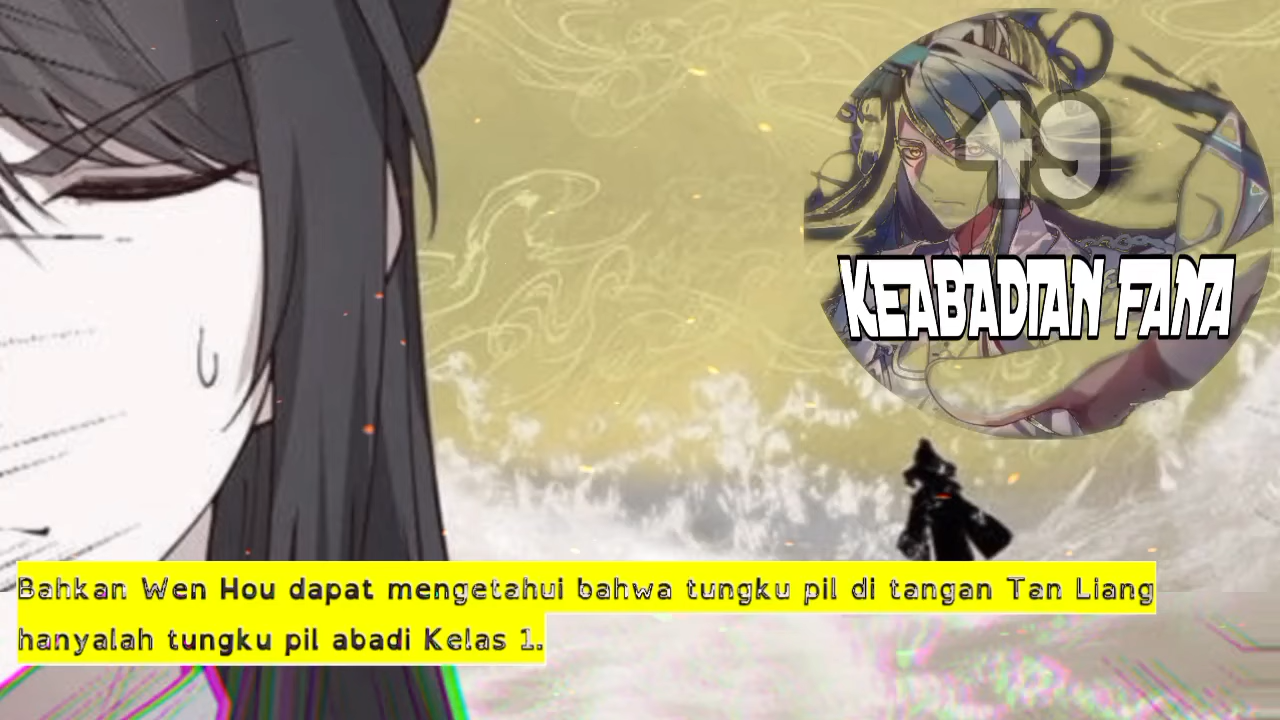 49
KEABADIAN FANA
Bahkan Wen Hou dapat mengetahui bahwa tungku pil di tangan Tan Liang
hanyalah tungku pil abadi Kelas 1.